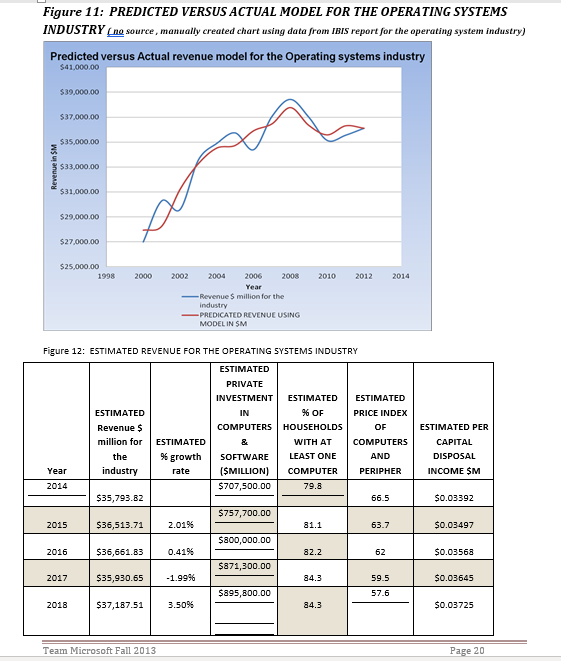 Figure 11: PREDICTED VERSUS ACTUAL MODEL FOR THE OPERATING SYSTEMS
INDUSTRY ( no source , manually created chart using data from IBIS report for the operating system industry)
Predicted versus Actual revenue model for the Operating systems industry
$41,000.00
$39,000.00
$37,000.00
$35,000.00
$33,000.00
$31,000.00
$29,000.00
$27,000.00
$25,000.00
Revenue in $M
1998 2000 2002 2004 2006 2008 2010 2012 2014
Year
Revenue $ million for the
industry
PREDICATED REVENUE USING
MODEL IN $M
Figure 12: ESTIMATED REVENUE FOR THE OPERATING SYSTEMS INDUSTRY
Year
ESTIMATED
Revenue $
million for
the
industry
ESTIMATED
% growth
rate
ESTIMATED
PRIVATE
INVESTMENT
IN
COMPUTERS
&
SOFTWARE
($MILLION)
ESTIMATED
% OF
HOUSEHOLDS
WITH AT
LEAST ONE
COMPUTER
ESTIMATED
PRICE INDEX
OF
COMPUTERS
AND
PERIPHER
ESTIMATED PER
CAPITAL
DISPOSAL
INCOME $M
2014 $35,793.82 $707,500.00 79.8 66.5 $0.03392
2015 $36,513.71 2.01% $757,700.00 81.1 63.7 $0.03497
2016 $36,661.83 0.41% $800,000.00 82.2 62 $0.03568
2017 $35,930.65 -1.99% $871,300.00 84.3 59.5 $0.03645
2018 $37,187.51 3.50% $895,800.00 84.3 57.6 $0.03725
Team Microsoft Fall 2013 Page 20